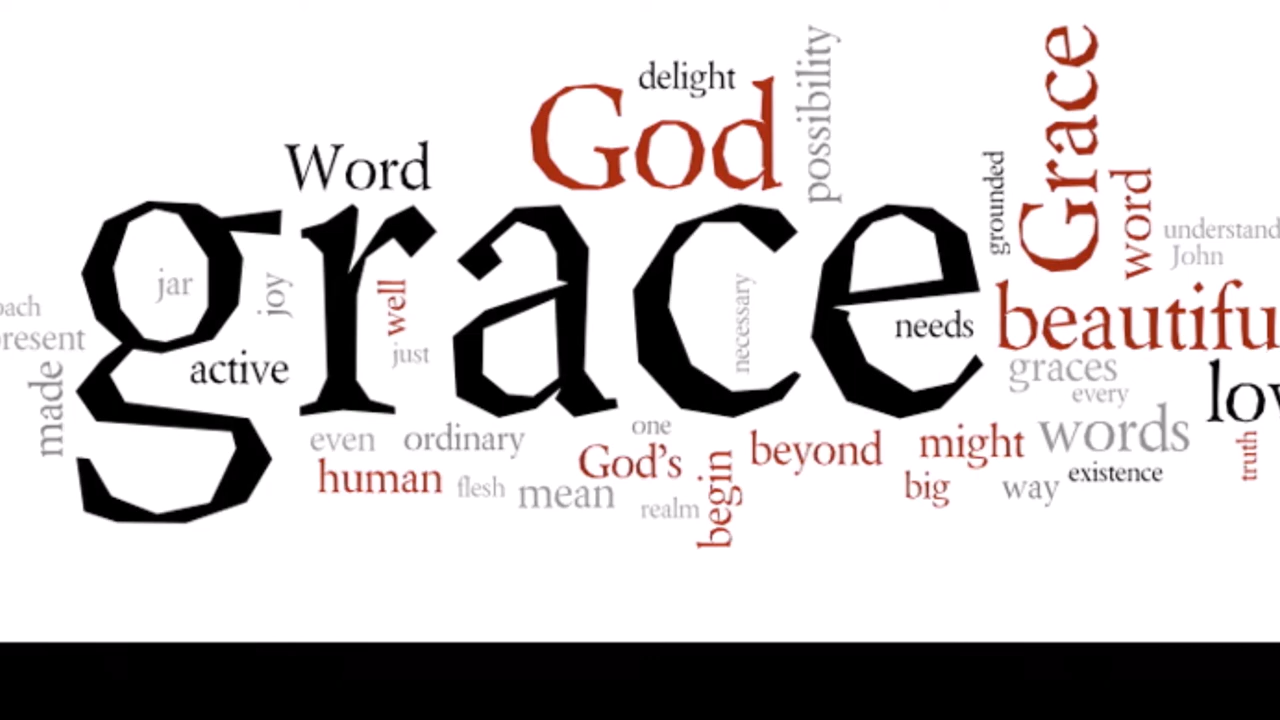 delight
God
possibility
Grace
Word
grounded
word
understand
John
grace
jar
joy
well
just
necessary
needs
beautifu
present
active
made
graces
every
lov
even
ordinary
one
God's
beyond
might
words
truth
human
flesh
mean
realm
begin
big
way
existence